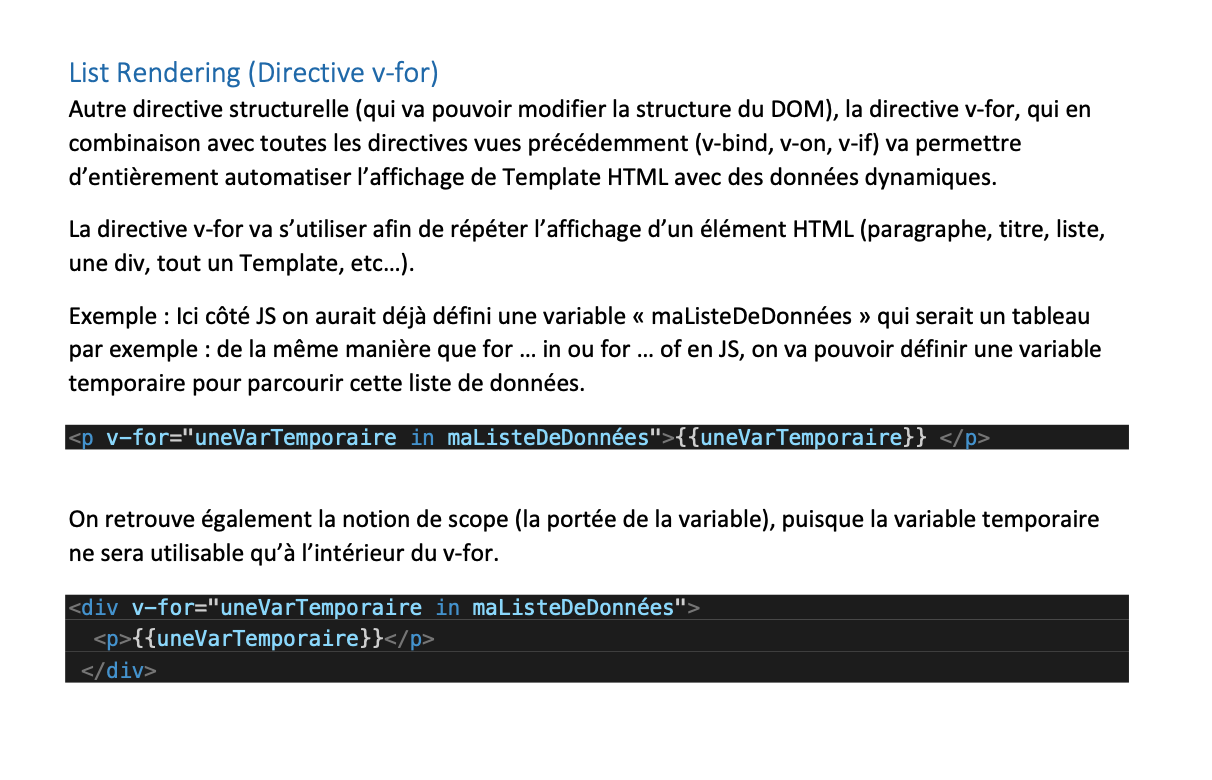 List Rendering (Directive v-for)
Autre directive structurelle (qui va pouvoir modifier la structure du DOM), la directive v-for, qui en
combinaison avec toutes les directives vues précédemment (v-bind, v-on, v-if) va permettre
d’entièrement automatiser l’affichage de Template HTML avec des données dynamiques.
La directive v-for va s’utiliser afin de répéter l’affichage d’un élément HTML (paragraphe, titre, liste,
une div, tout un Template, etc…).
Exemple : Ici côté JS on aurait déjà défini une variable « maListeDeDonnées » qui serait un tableau
par exemple : de la même manière que for … in ou for … of en JS, on va pouvoir définir une variable
temporaire pour parcourir cette liste de données.
<p v-for="uneVarTemporaire in maListeDeDonnées">{{uneVarTemporaire}} </p>
On retrouve également la notion de scope (la portée de la variable), puisque la variable temporaire
ne sera utilisable qu’à l’intérieur du v-for.
<div v-for="uneVarTemporaire in maListeDeDonnées">
<p>{{uneVarTemporaire}}</p>
</div>